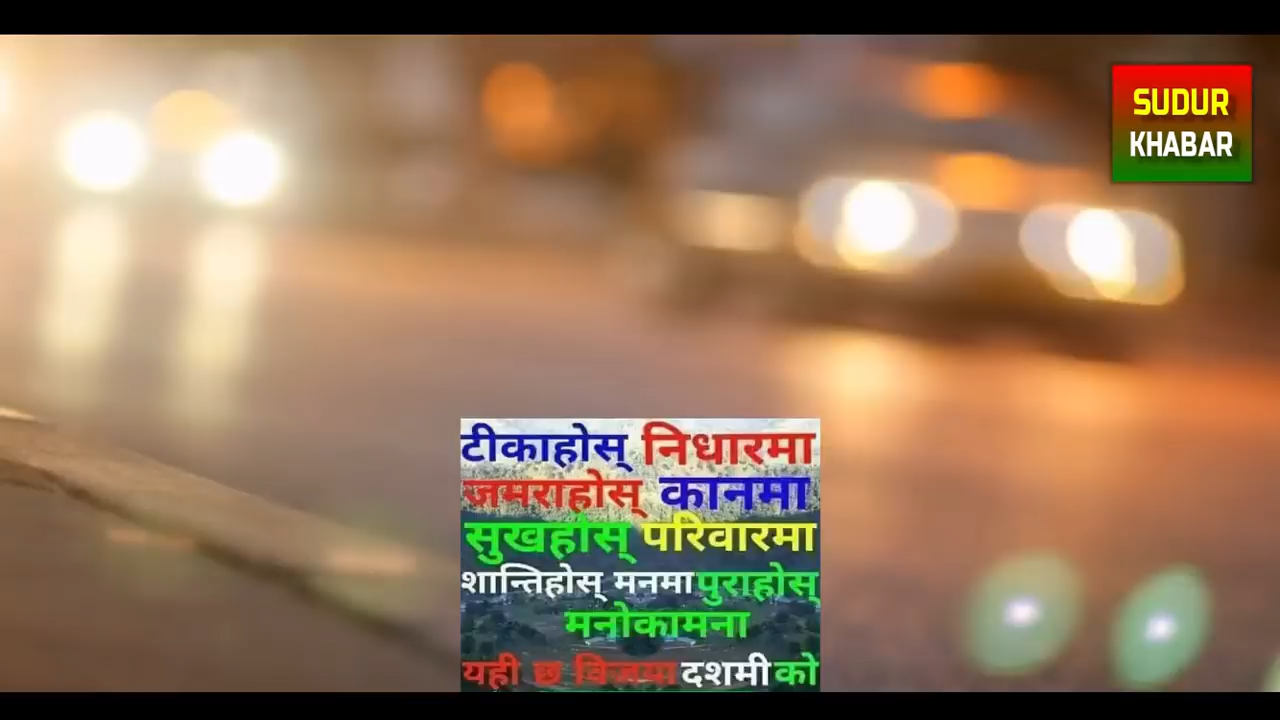 SUDUR
KHABAR
टीकाहोस् निधारमा
जमराहोस् कानमा
सुखहोस् परिवारमा
शान्तिहोस् मनमा पुराहोस्
मनोकामना
यही छ विजया दशमी को